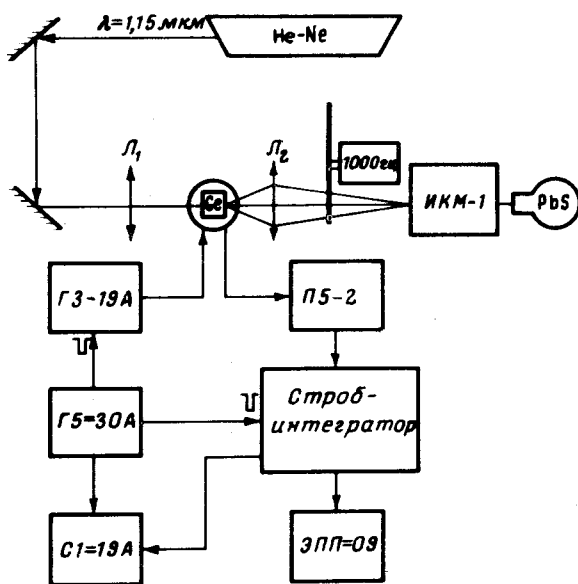 λ=1,15 мкм
He-Ne
Л₁
Л₂
1000гц
Ge
ИКМ-1
PbS
Г3-19А
П5-2
Г5=30А
Строб-
интегратор
С1=19А
ЭПП=09